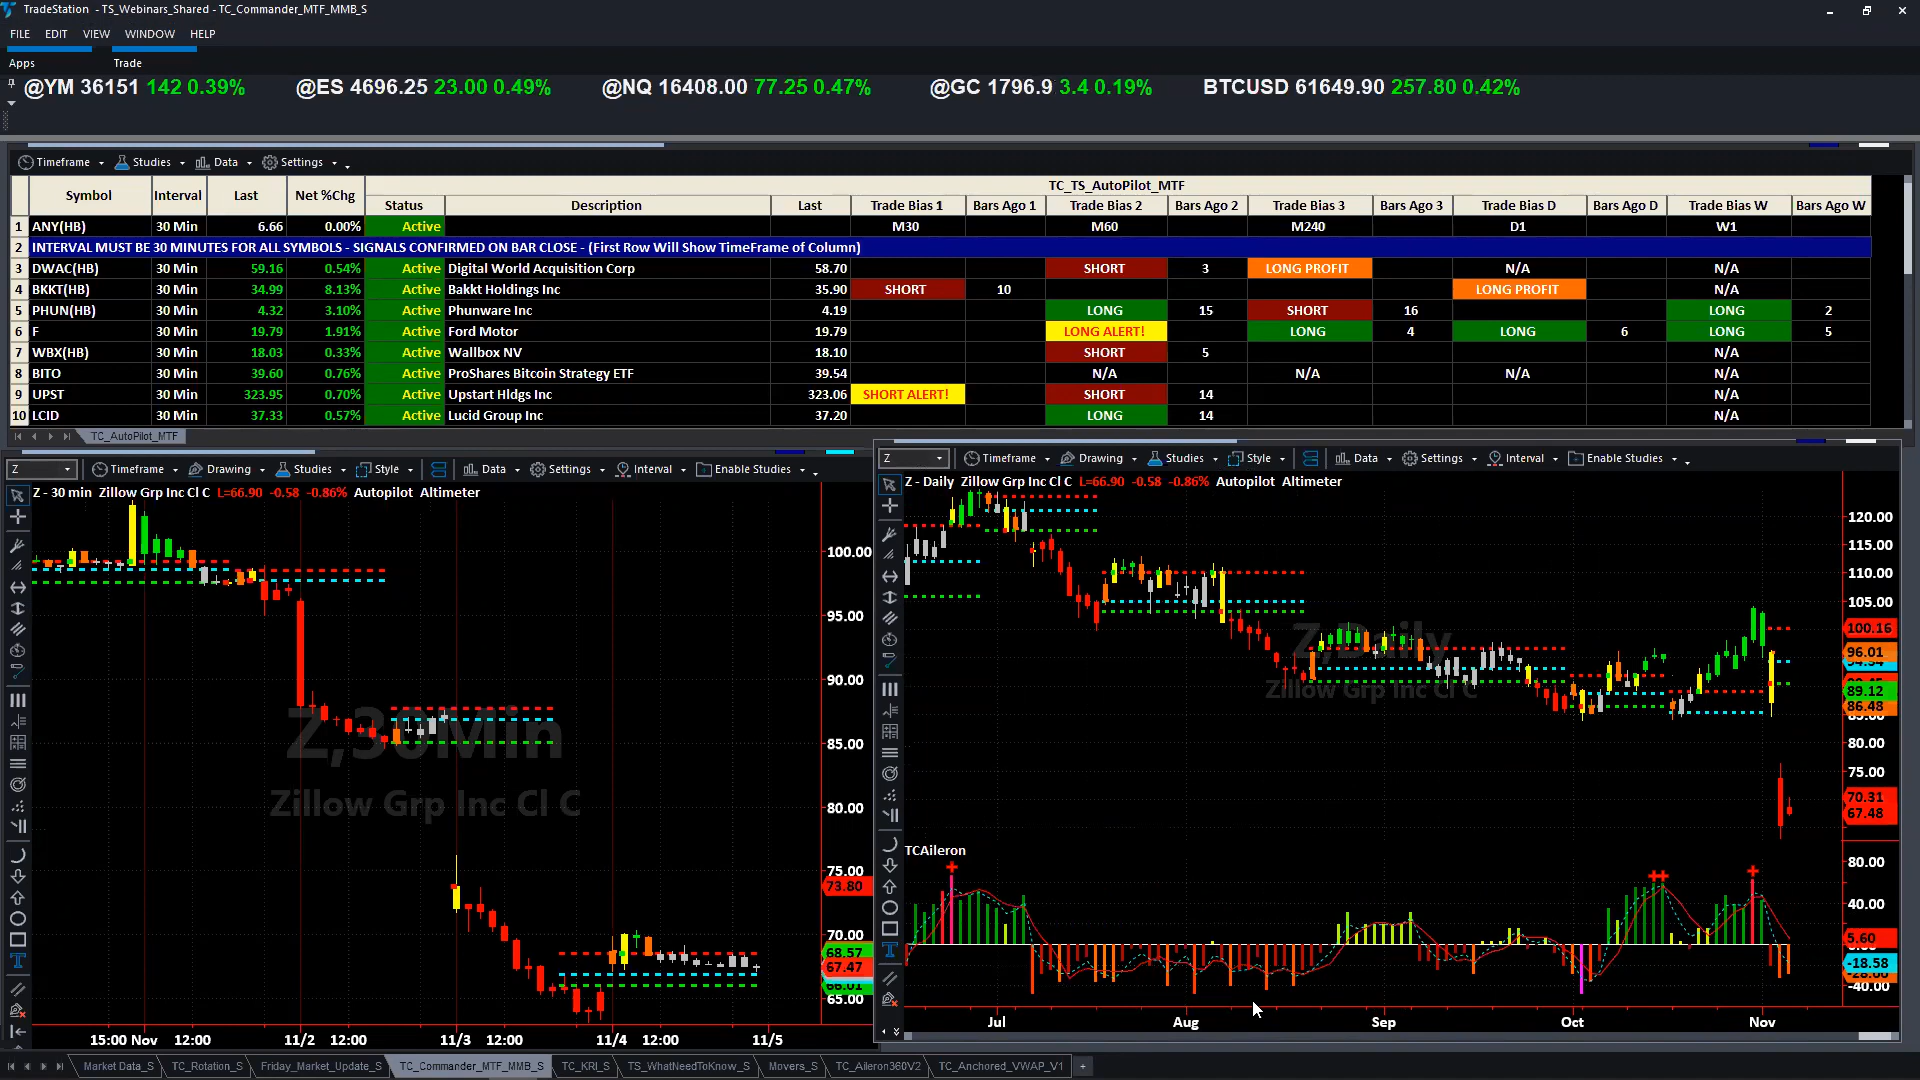 TradeStation - TS_Webinars_Shared - TC_Commander_MTF_MMB_S
FILE EDIT VIEW WINDOW HELP
Apps Trade
@YM 36151 142 0.39% @ES 4696.25 23.00 0.49% @NQ 16408.00 77.25 0.47% @GC 1796.9 3.4 0.19% BTCUSD 61649.90 257.80 0.42%
Timeframe Studies Data Settings
TC_TS_AutoPilot_MTF
Symbol Interval Last Net %Chg Status Description Last Trade Bias 1 Bars Ago 1 Trade Bias 2 Bars Ago 2 Trade Bias 3 Bars Ago 3 Trade Bias D Bars Ago D Trade Bias W Bars Ago W
1 ANY(HB) 30 Min 6.66 0.00% Active M30 M60 M240 D1 W1
2 INTERVAL MUST BE 30 MINUTES FOR ALL SYMBOLS - SIGNALS CONFIRMED ON BAR CLOSE - (First Row Will Show TimeFrame of Column)
3 DWAC(HB) 30 Min 59.16 0.54% Active Digital World Acquisition Corp 58.70 SHORT 3 LONG PROFIT N/A N/A
4 BKKT(HB) 30 Min 34.99 8.13% Active Bakkt Holdings Inc 35.90 SHORT 10 LONG PROFIT N/A
5 PHUN(HB) 30 Min 4.32 3.10% Active Phunware Inc 4.19 LONG 15 SHORT 16 LONG 2
6 F 30 Min 19.79 1.91% Active Ford Motor 19.79 LONG ALERT! LONG 4 LONG 6 LONG 5
7 WBX(HB) 30 Min 18.03 0.33% Active Wallbox NV 18.10 SHORT 5 N/A
8 BITO 30 Min 39.60 0.76% Active ProShares Bitcoin Strategy ETF 39.54 N/A N/A N/A N/A
9 UPST 30 Min 323.95 0.70% Active Upstart Hldgs Inc 323.06 SHORT ALERT! SHORT 14 N/A
10 LCID 30 Min 37.33 0.57% Active Lucid Group Inc 37.20 LONG 14 N/A
TC_AutoPilot_MTF
Z Timeframe Drawing Studies Style Data Settings Interval Enable Studies
Z - 30 min Zillow Grp Inc Cl C L=66.90 -0.58 -0.86% Autopilot Altimeter
Z,30Min
Zillow Grp Inc Cl C
100.00
95.00
90.00
85.00
80.00
75.00
73.80
70.00
68.57
67.47
66.01
65.00
15:00 Nov 12:00 11/2 12:00 11/3 12:00 11/4 12:00 11/5
Z Timeframe Drawing Studies Style Data Settings Interval Enable Studies
Z - Daily Zillow Grp Inc Cl C L=66.90 -0.58 -0.86% Autopilot Altimeter
Z,Daily
Zillow Grp Inc Cl C
120.00
115.00
110.00
105.00
100.16
96.01
89.12
86.48
85.00
80.00
75.00
70.31
67.48
TCAileron
80.00
40.00
5.60
-18.58
-40.00
Jul Aug Sep Oct Nov
Market Data_S TC_Rotation_S Friday_Market_Update_S TC_Commander_MTF_MMB_S TC_KRI_S TS_WhatNeedToKnow_S Movers_S TC_Aileron360V2 TC_Anchored_VWAP_V1 +